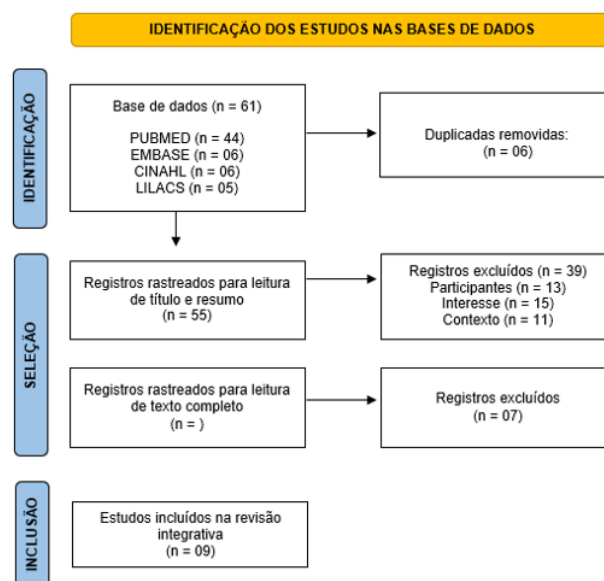 IDENTIFICAÇÃO DOS ESTUDOS NAS BASES DE DADOS
IDENTIFICAÇÃO
Base de dados (n = 61)
PUBMED (n = 44)
EMBASE (n = 06)
CINAHL (n = 06)
LILACS (n = 05)
Duplicadas removidas:
(n = 06)
SELEÇÃO
Registros rastreados para leitura
de título e resumo
(n = 55)
Registros excluídos (n = 39)
Participantes (n = 13)
Interesse (n = 15)
Contexto (n = 11)
Registros rastreados para leitura
de texto completo
(n = )
Registros excluídos
(n = 07)
INCLUSÃO
Estudos incluídos na revisão
integrativa
(n = 09)